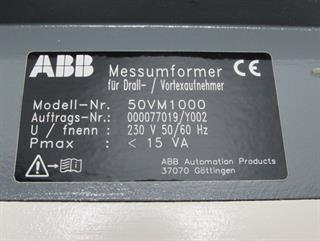 ABB Messumformer CE
für Drall- / Vortexaufnehmer
Modell-Nr. 50VM1000
Auftrags-Nr.: 000077019/Y002
U / fnenn : 230 V 50/60 Hz
Pmax : < 15 VA
ABB Automation Products
37070 Göttingen